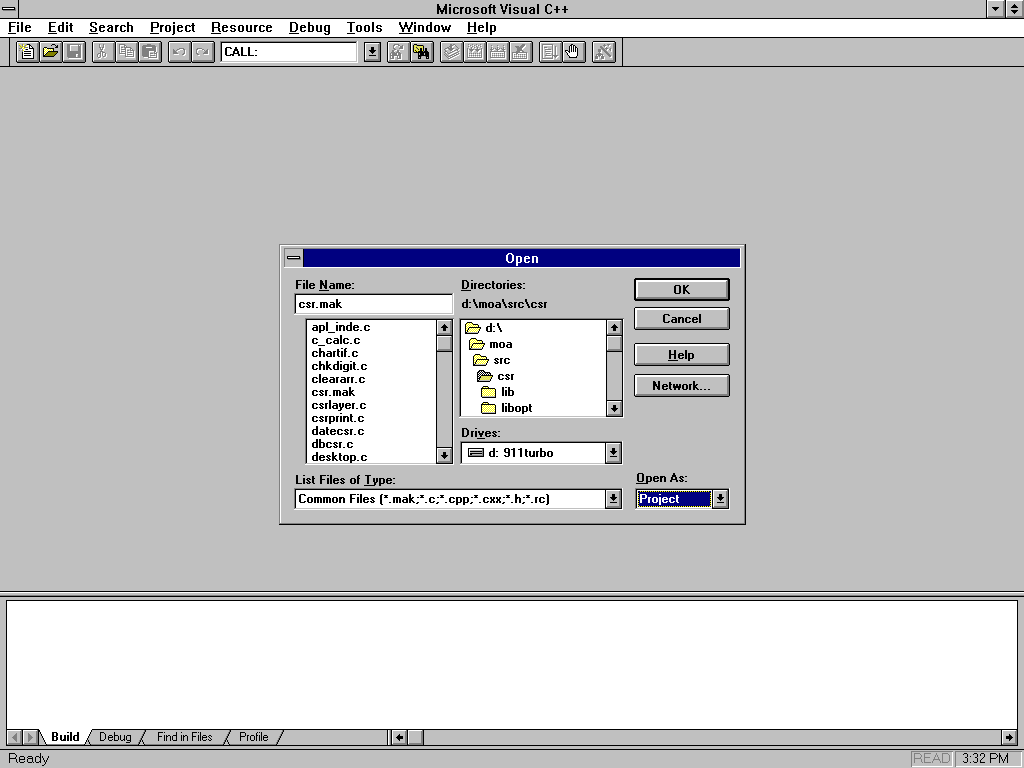 Microsoft Visual C++
File Edit Search Project Resource Debug Tools Window Help
CALL:
Open
File Name:
csr.mak
apl_inde.c
c_calc.c
chartif.c
chkdigit.c
cleararr.c
csr.mak
csrlayer.c
csrprint.c
datecsr.c
dbcsr.c
desktop.c
List Files of Type:
Common Files (*.mak;*.c;*.cpp;*.cxx;*.h;*.rc)
Directories:
d:\moa\src\csr
d:\
moa
src
csr
lib
libopt
Drives:
d: 911turbo
OK
Cancel
Help
Network...
Open As:
Project
Build Debug Find in Files Profile
Ready READ 3:32 PM